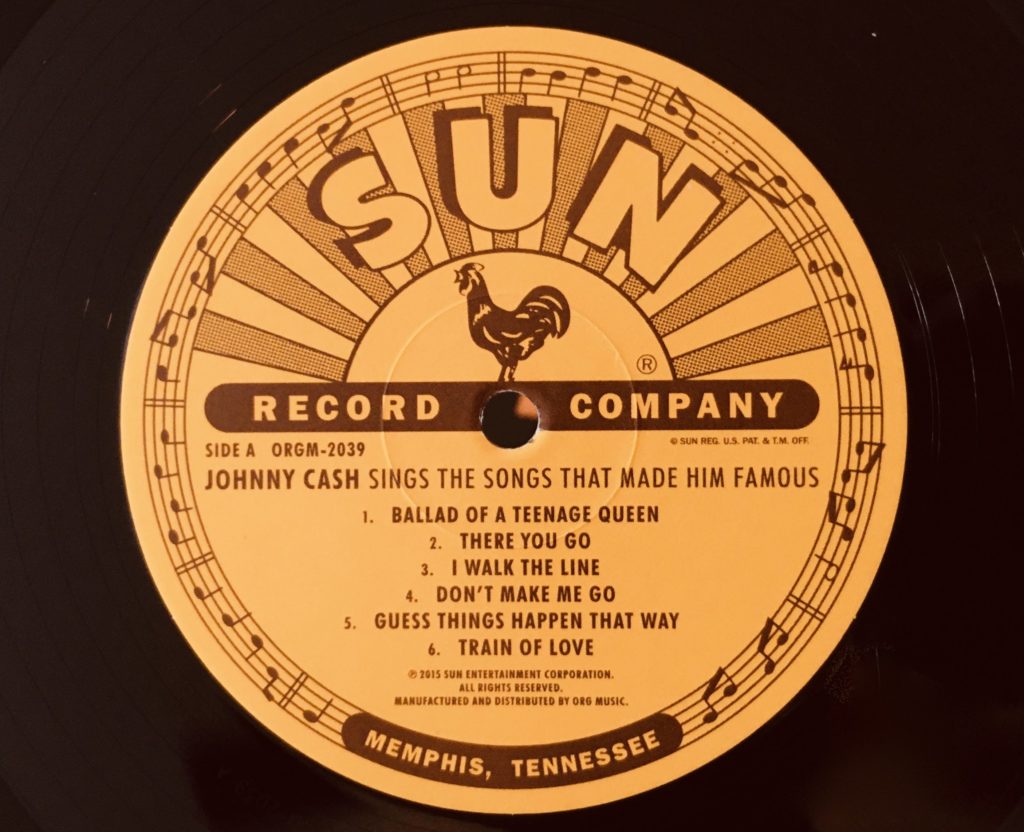 SUN
®
RECORD COMPANY
© SUN REG. U.S. PAT. & T.M. OFF.
SIDE A ORGM-2039
JOHNNY CASH SINGS THE SONGS THAT MADE HIM FAMOUS
1. BALLAD OF A TEENAGE QUEEN
2. THERE YOU GO
3. I WALK THE LINE
4. DON'T MAKE ME GO
5. GUESS THINGS HAPPEN THAT WAY
6. TRAIN OF LOVE
℗ 2015 SUN ENTERTAINMENT CORPORATION.
ALL RIGHTS RESERVED.
MANUFACTURED AND DISTRIBUTED BY ORG MUSIC.
MEMPHIS, TENNESSEE